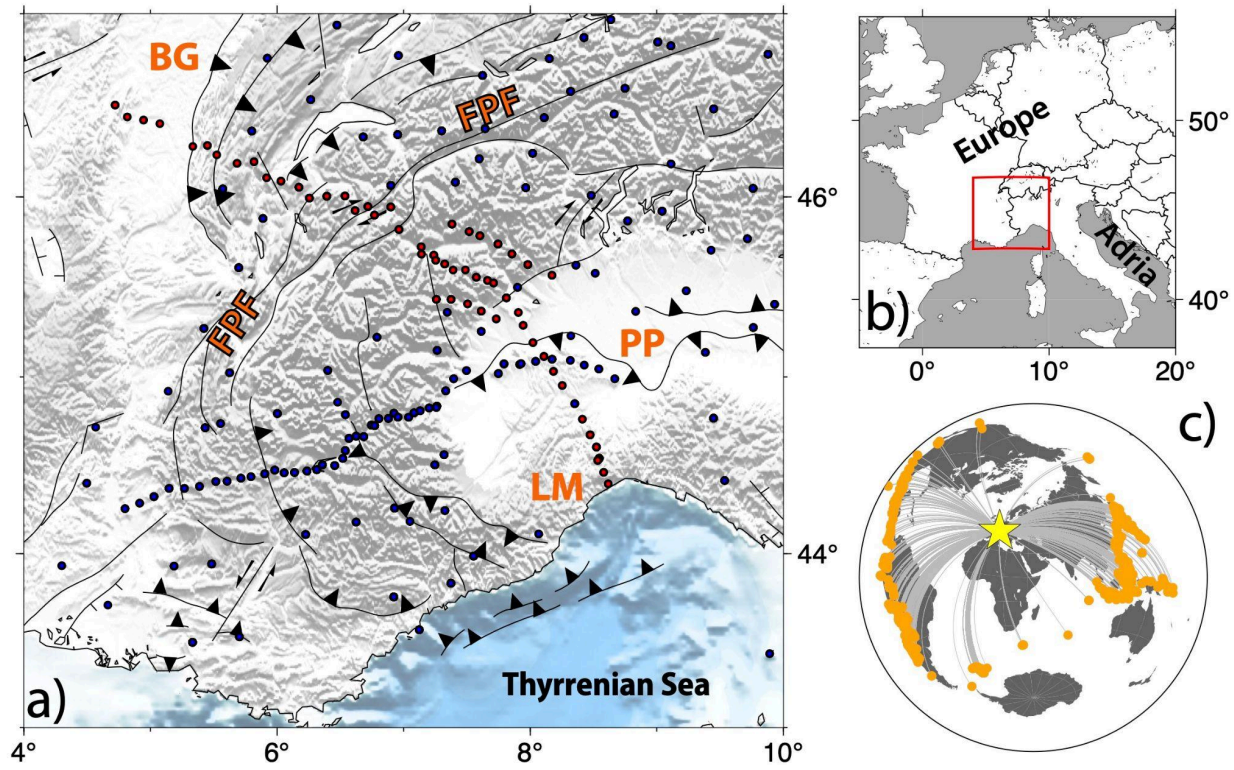 BG
FPF
FPF
PP
LM
Thyrrenian Sea
a)
46°
44°
4°
6°
8°
10°
Europe
Adria
b)
50°
40°
0°
10°
20°
c)